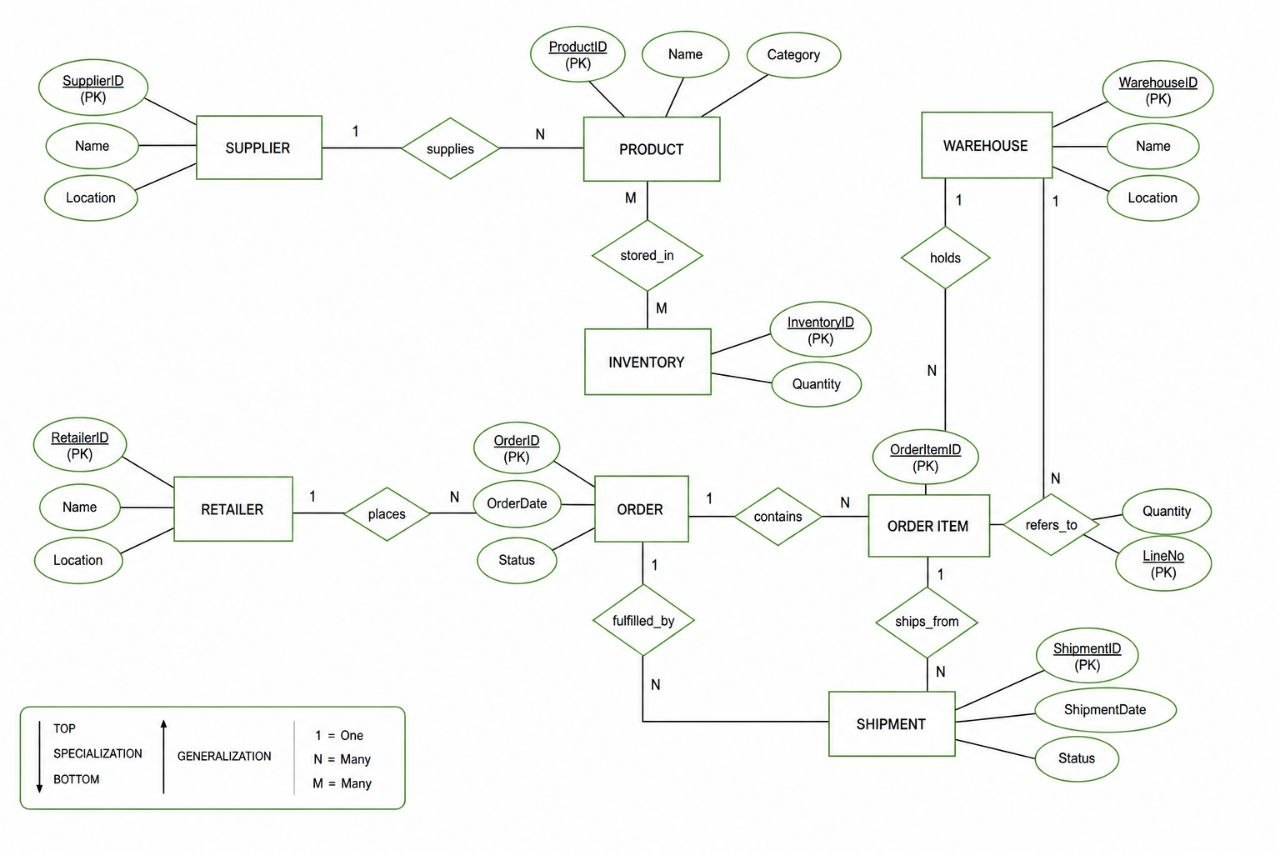 ProductID
(PK)
Name
Category
SupplierID
(PK)
Name
Location
SUPPLIER
1
supplies
N
PRODUCT
WAREHOUSE
WarehouseID
(PK)
Name
Location
M
stored_in
M
1
1
holds
N
INVENTORY
InventoryID
(PK)
Quantity
RetailerID
(PK)
Name
Location
RETAILER
1
places
N
OrderID
(PK)
OrderDate
Status
ORDER
1
contains
N
OrderItemID
(PK)
ORDER ITEM
N
refers_to
Quantity
LineNo
(PK)
1
fulfilled_by
N
1
ships_from
N
SHIPMENT
ShipmentID
(PK)
ShipmentDate
Status
TOP
SPECIALIZATION
BOTTOM
GENERALIZATION
1 = One
N = Many
M = Many